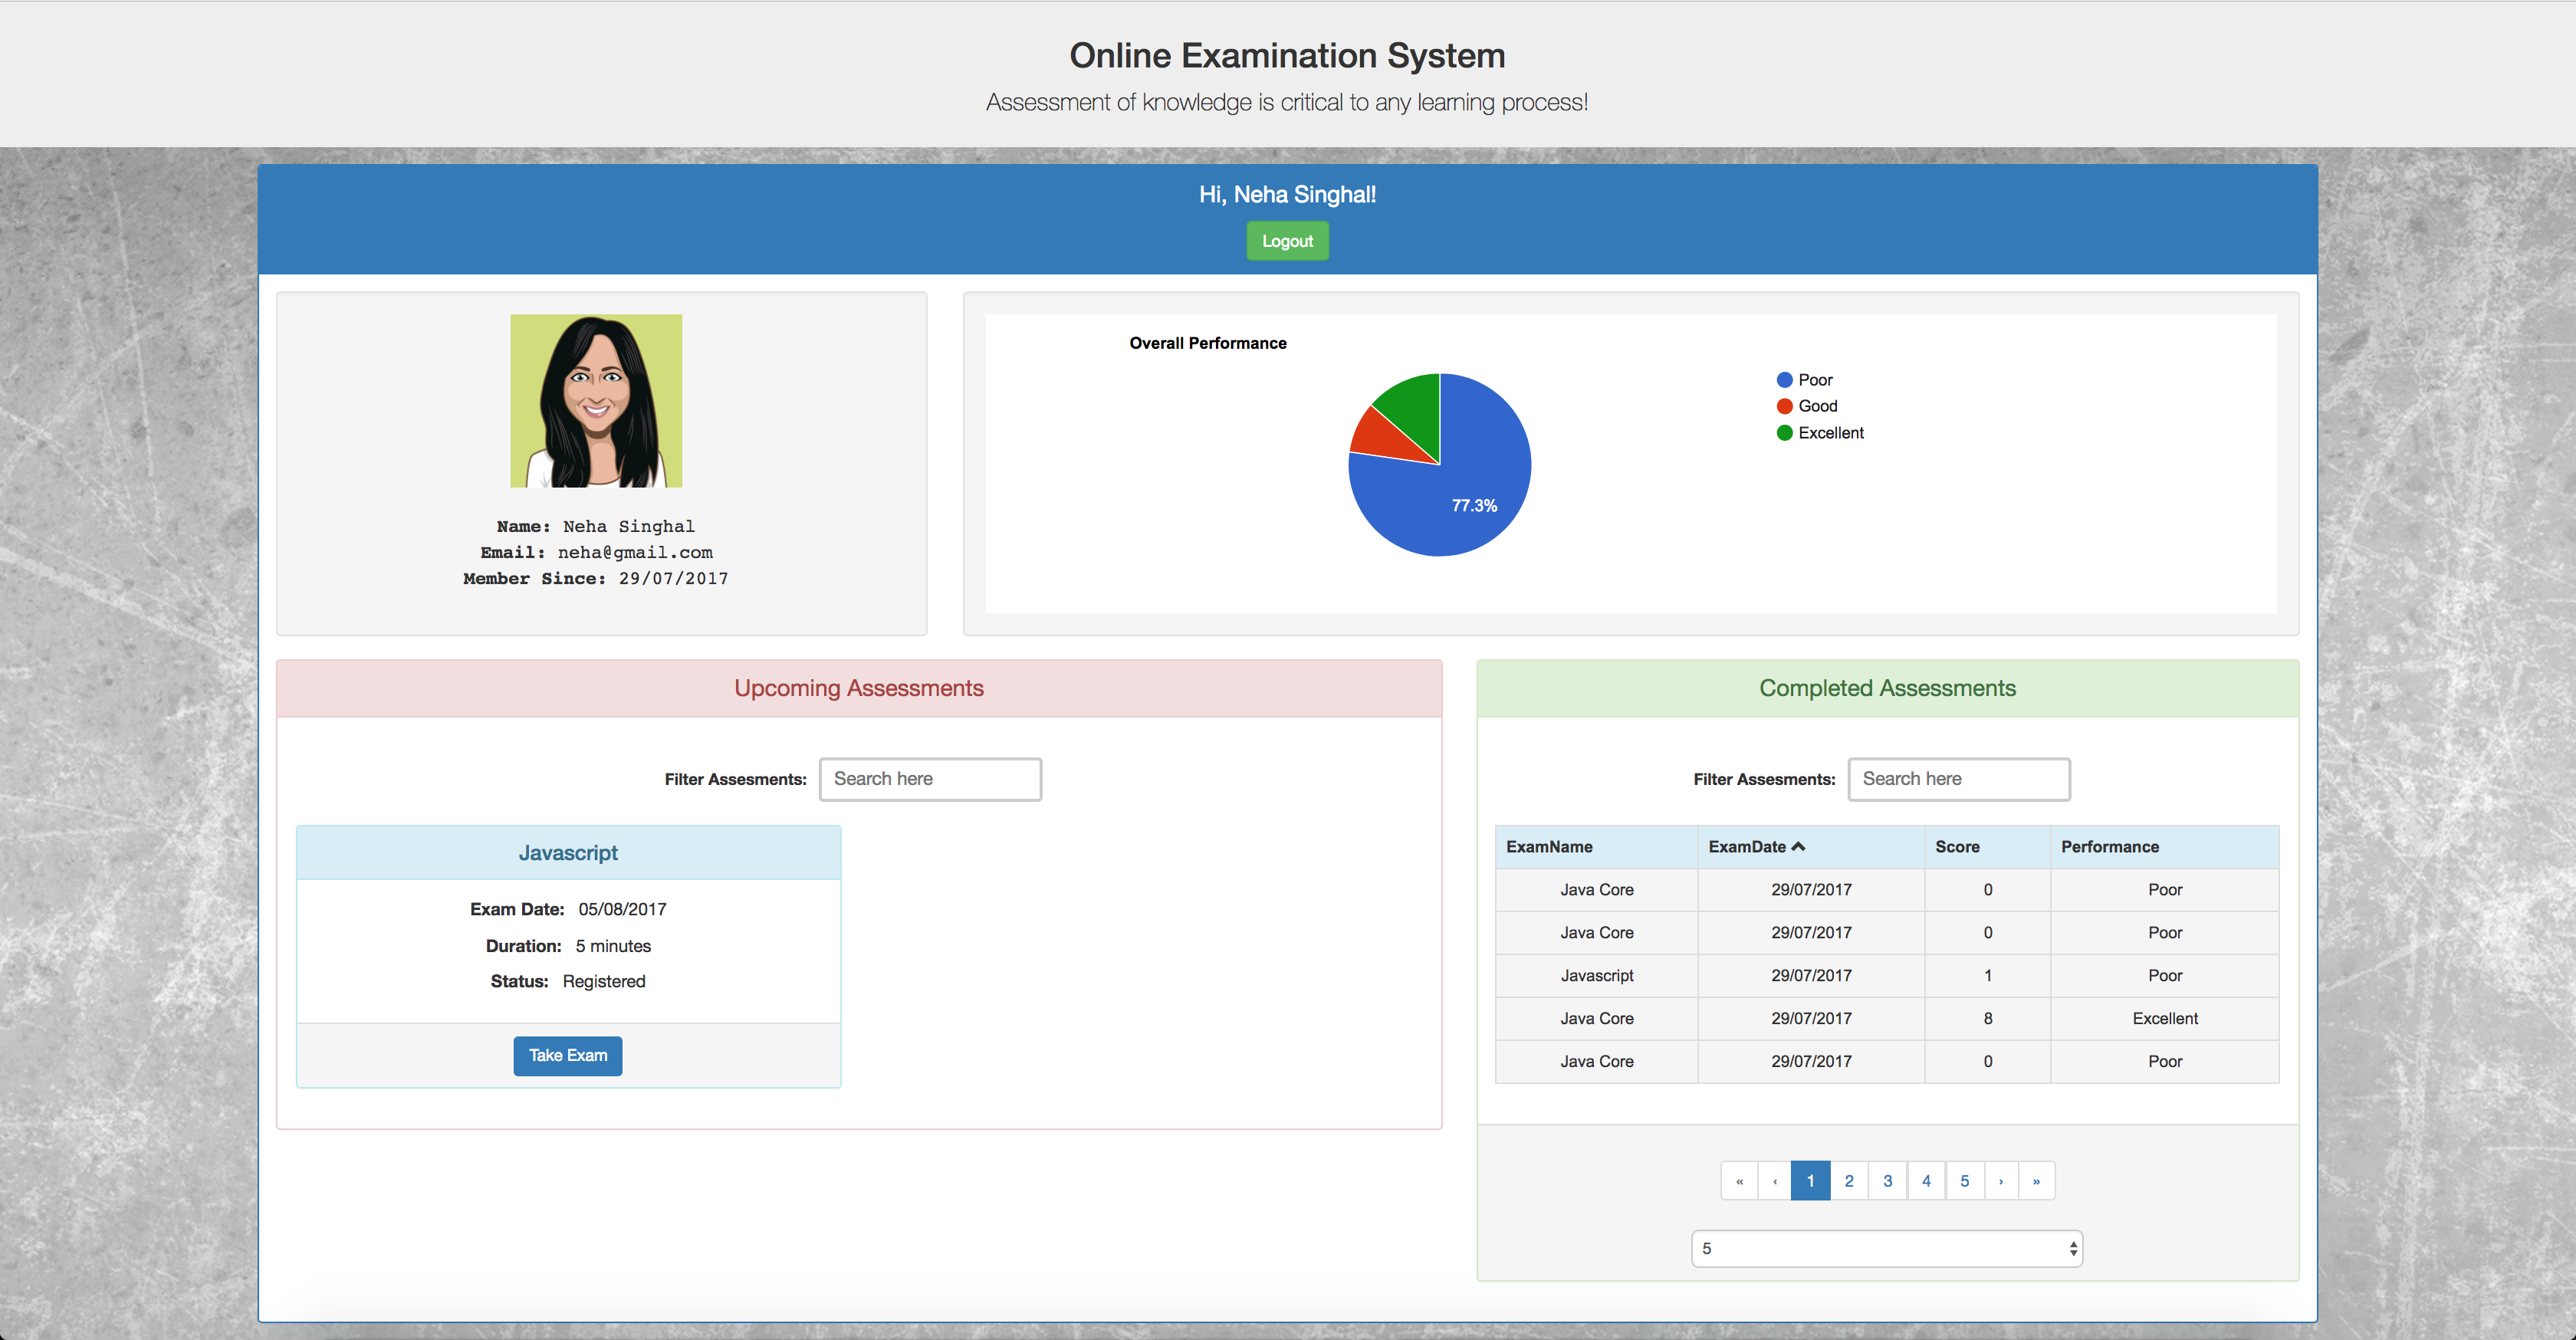 Online Examination System
Assessment of knowledge is critical to any learning process!
Hi, Neha Singhal!
Logout
Name: Neha Singhal
Email: neha@gmail.com
Member Since: 29/07/2017
Overall Performance
77.3%
Poor
Good
Excellent
Upcoming Assessments
Filter Assesments: Search here
Javascript
Exam Date: 05/08/2017
Duration: 5 minutes
Status: Registered
Take Exam
Completed Assessments
Filter Assesments: Search here
ExamName ExamDate Score Performance
Java Core 29/07/2017 0 Poor
Java Core 29/07/2017 0 Poor
Javascript 29/07/2017 1 Poor
Java Core 29/07/2017 8 Excellent
Java Core 29/07/2017 0 Poor
« ‹ 1 2 3 4 5 › »
5